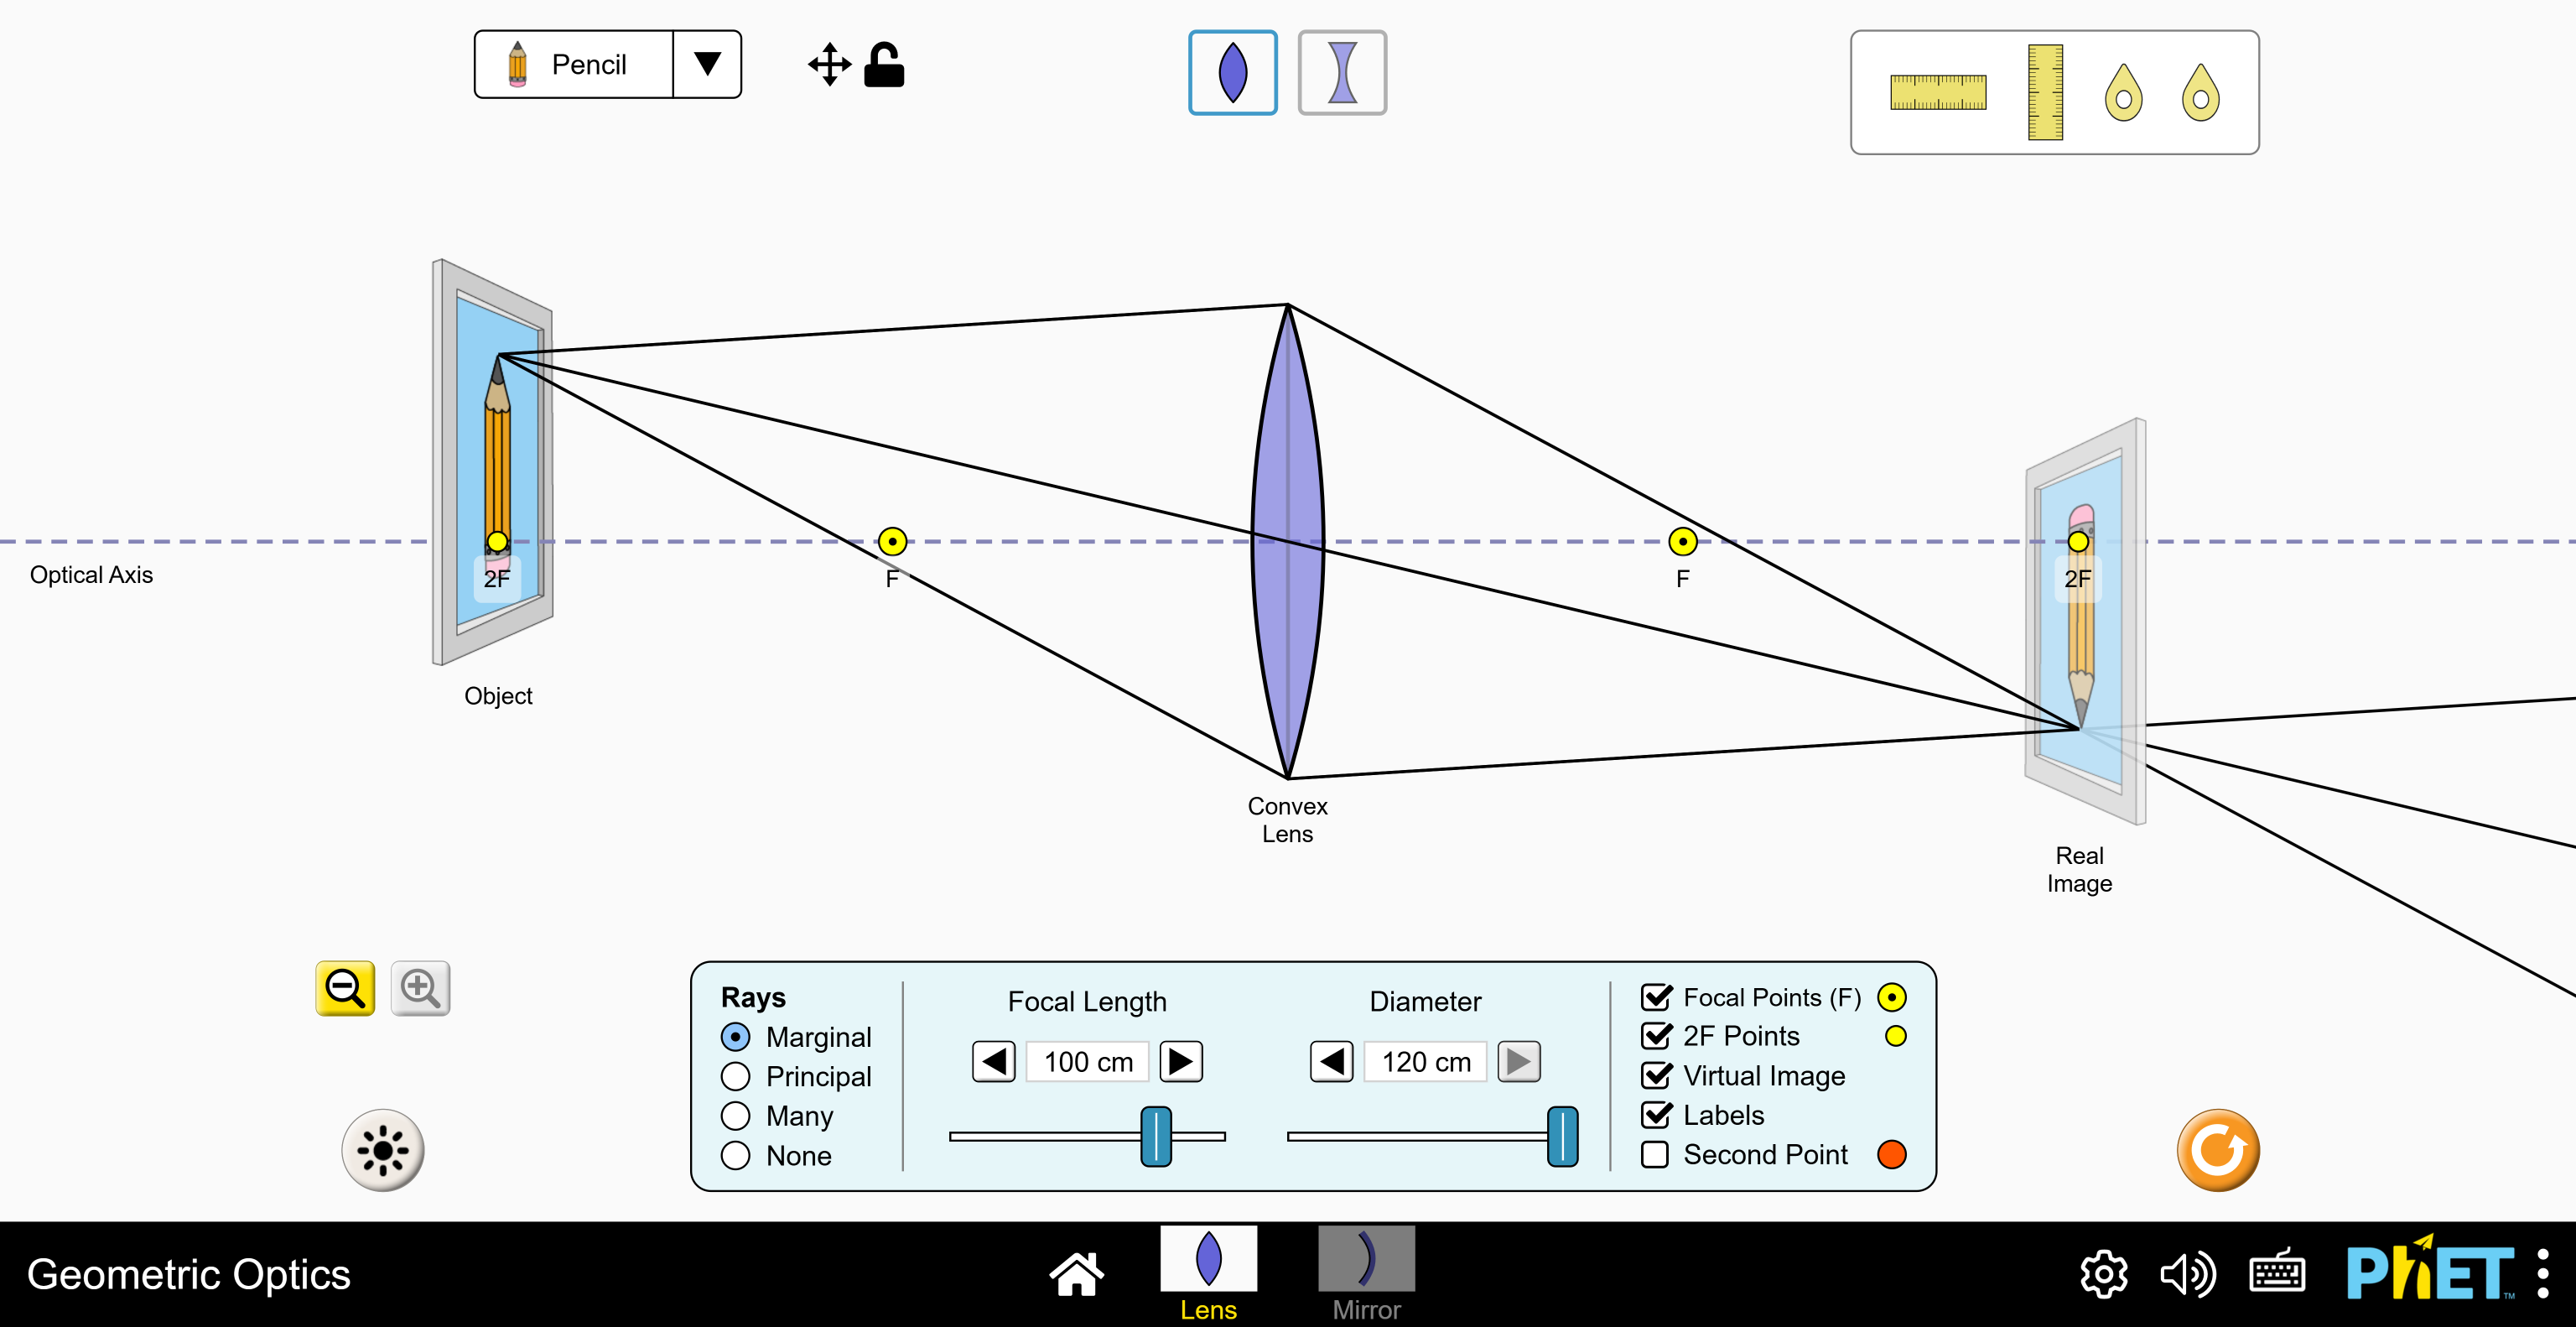 Pencil
Optical Axis
2F
F
F
2F
Object
Convex
Lens
Real
Image
Rays
Marginal
Principal
Many
None
Focal Length
100 cm
Diameter
120 cm
Focal Points (F)
2F Points
Virtual Image
Labels
Second Point
Geometric Optics
Lens
Mirror
PhET™